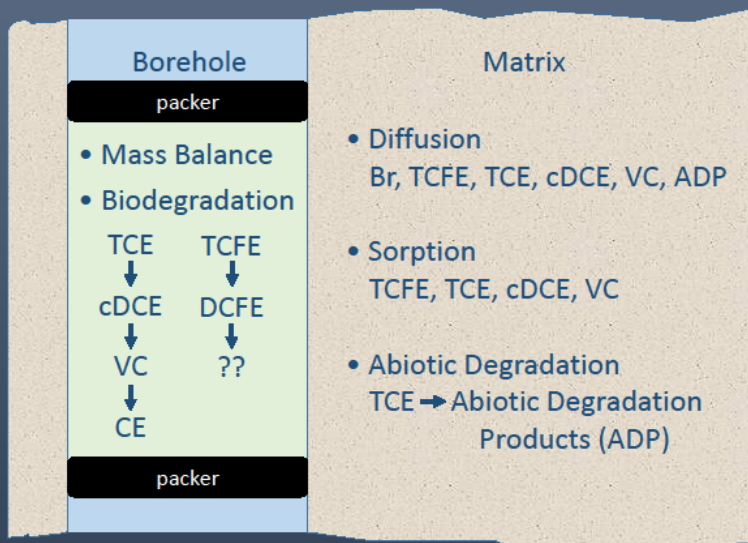 Borehole
packer
• Mass Balance
• Biodegradation
TCE TCFE
cDCE DCFE
VC ??
CE
packer
Matrix
• Diffusion
Br, TCFE, TCE, cDCE, VC, ADP
• Sorption
TCFE, TCE, cDCE, VC
• Abiotic Degradation
TCE → Abiotic Degradation
Products (ADP)